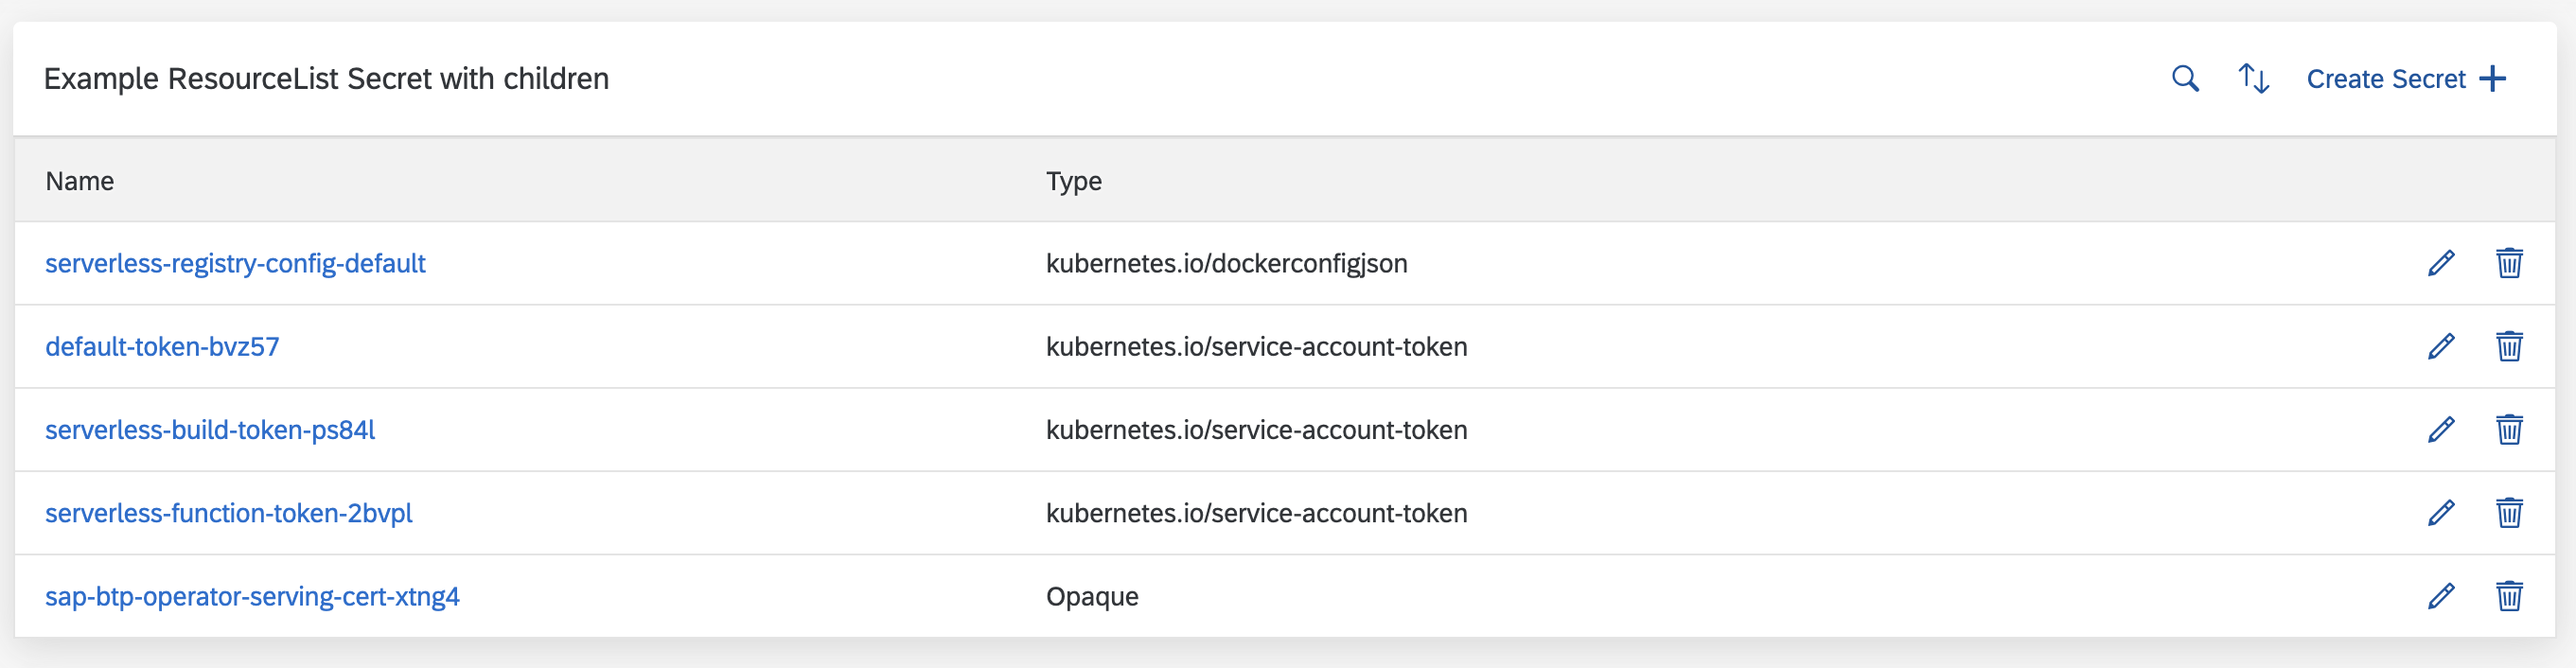 Example ResourceList Secret with children
Create Secret
Name Type
serverless-registry-config-default kubernetes.io/dockerconfigjson
default-token-bvz57 kubernetes.io/service-account-token
serverless-build-token-ps84l kubernetes.io/service-account-token
serverless-function-token-2bvpl kubernetes.io/service-account-token
sap-btp-operator-serving-cert-xtng4 Opaque